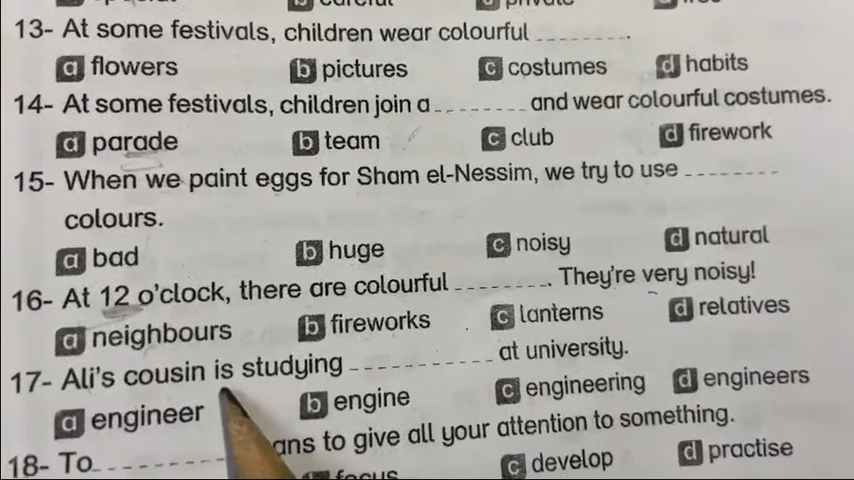 13- At some festivals, children wear colourful ________.
a flowers b pictures c costumes d habits
14- At some festivals, children join a ________ and wear colourful costumes.
a parade b team c club d firework
15- When we paint eggs for Sham el-Nessim, we try to use ________
colours.
a bad b huge c noisy d natural
16- At 12 o'clock, there are colourful ________. They're very noisy!
a neighbours b fireworks c lanterns d relatives
17- Ali's cousin is studying ________ at university.
a engineer b engine c engineering d engineers
18- To ________ans to give all your attention to something.
focus c develop d practise